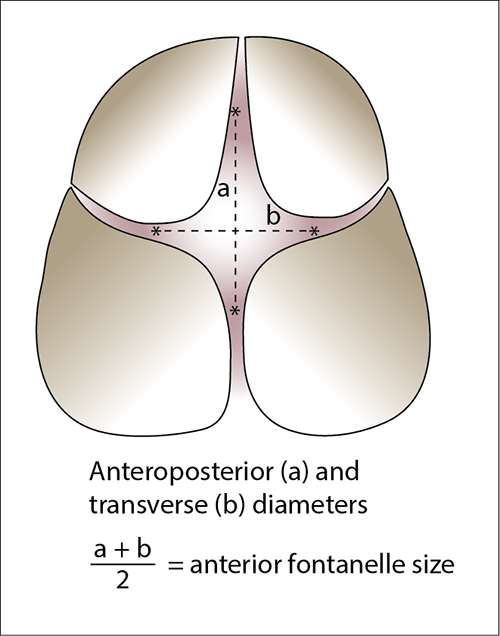 *
a
b
* *
*
Anteroposterior (a) and
transverse (b) diameters
a + b
2
= anterior fontanelle size